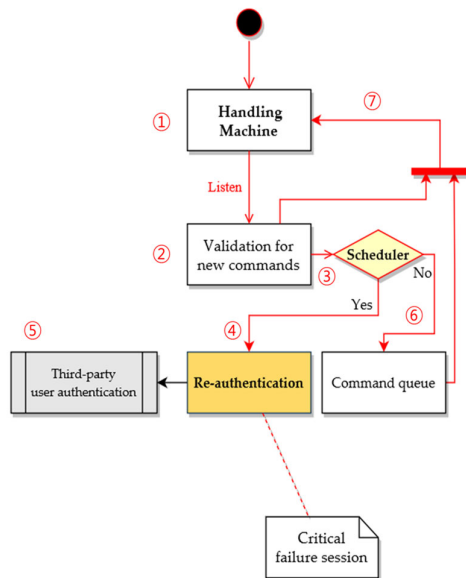 ⑦
①
Handling
Machine
Listen
②
Validation for
new commands
③
Scheduler
No
Yes
⑥
⑤
④
Third-party
user authentication
Re-authentication
Command queue
Critical
failure session